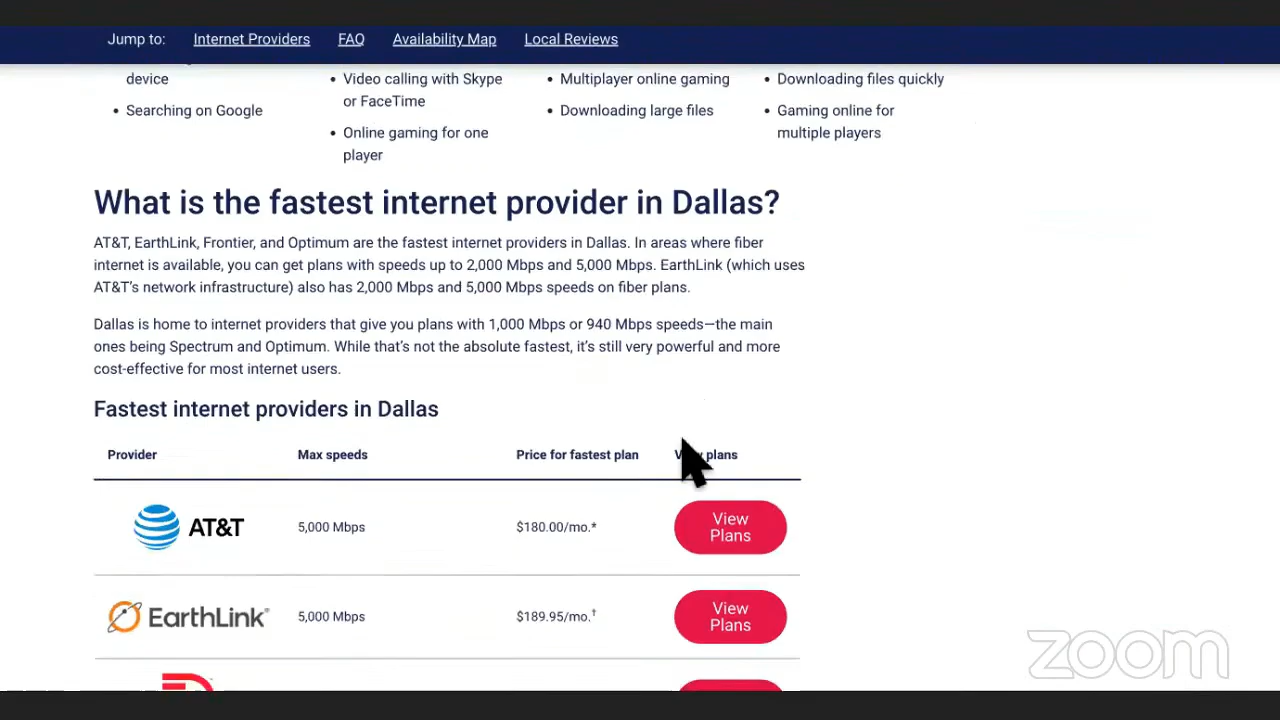 Jump to: Internet Providers FAQ Availability Map Local Reviews
device
• Searching on Google
• Video calling with Skype
or FaceTime
• Online gaming for one
player
• Multiplayer online gaming
• Downloading large files
• Downloading files quickly
• Gaming online for
multiple players
What is the fastest internet provider in Dallas?
AT&T, EarthLink, Frontier, and Optimum are the fastest internet providers in Dallas. In areas where fiber
internet is available, you can get plans with speeds up to 2,000 Mbps and 5,000 Mbps. EarthLink (which uses
AT&T's network infrastructure) also has 2,000 Mbps and 5,000 Mbps speeds on fiber plans.
Dallas is home to internet providers that give you plans with 1,000 Mbps or 940 Mbps speeds—the main
ones being Spectrum and Optimum. While that's not the absolute fastest, it's still very powerful and more
cost-effective for most internet users.
Fastest internet providers in Dallas
Provider Max speeds Price for fastest plan plans
AT&T 5,000 Mbps $180.00/mo.* View
Plans
EarthLink® 5,000 Mbps $189.95/mo.† View
Plans
zoom